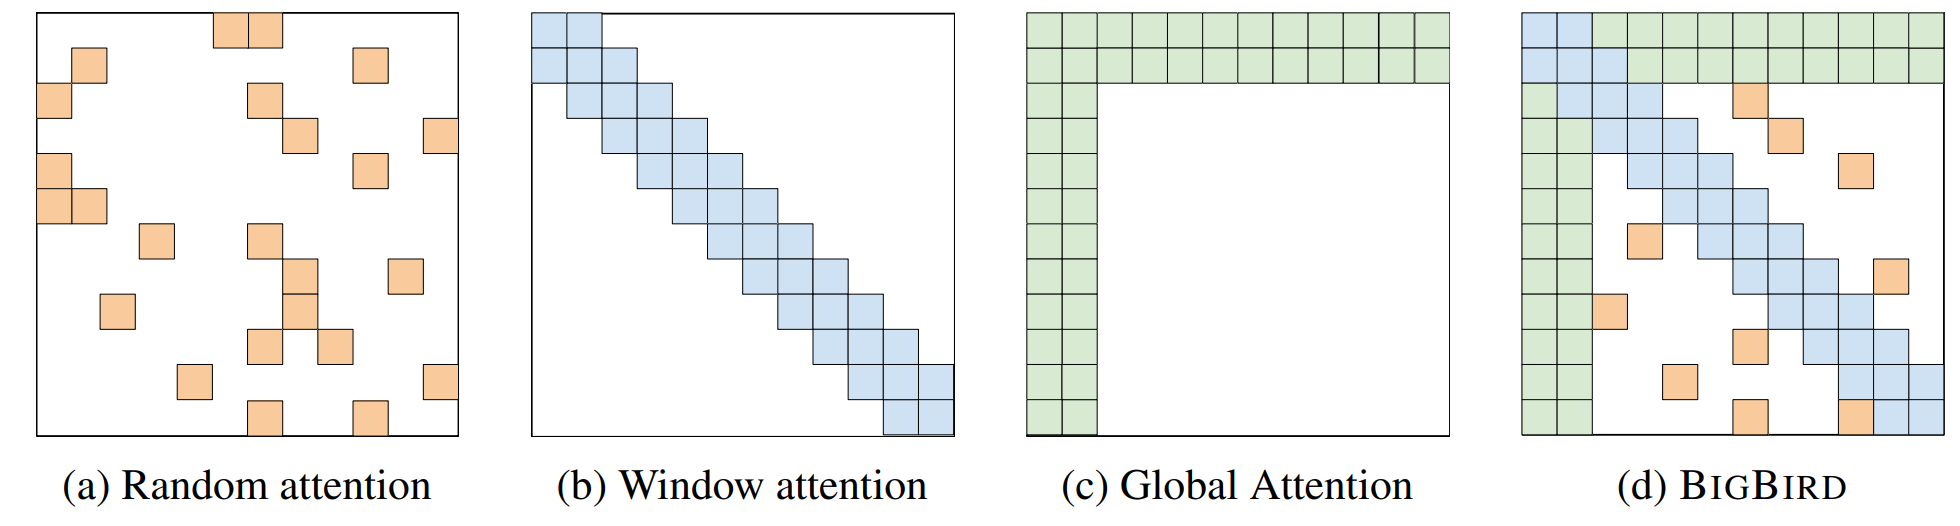 (a) Random attention
(b) Window attention
(c) Global Attention
(d) BIGBIRD